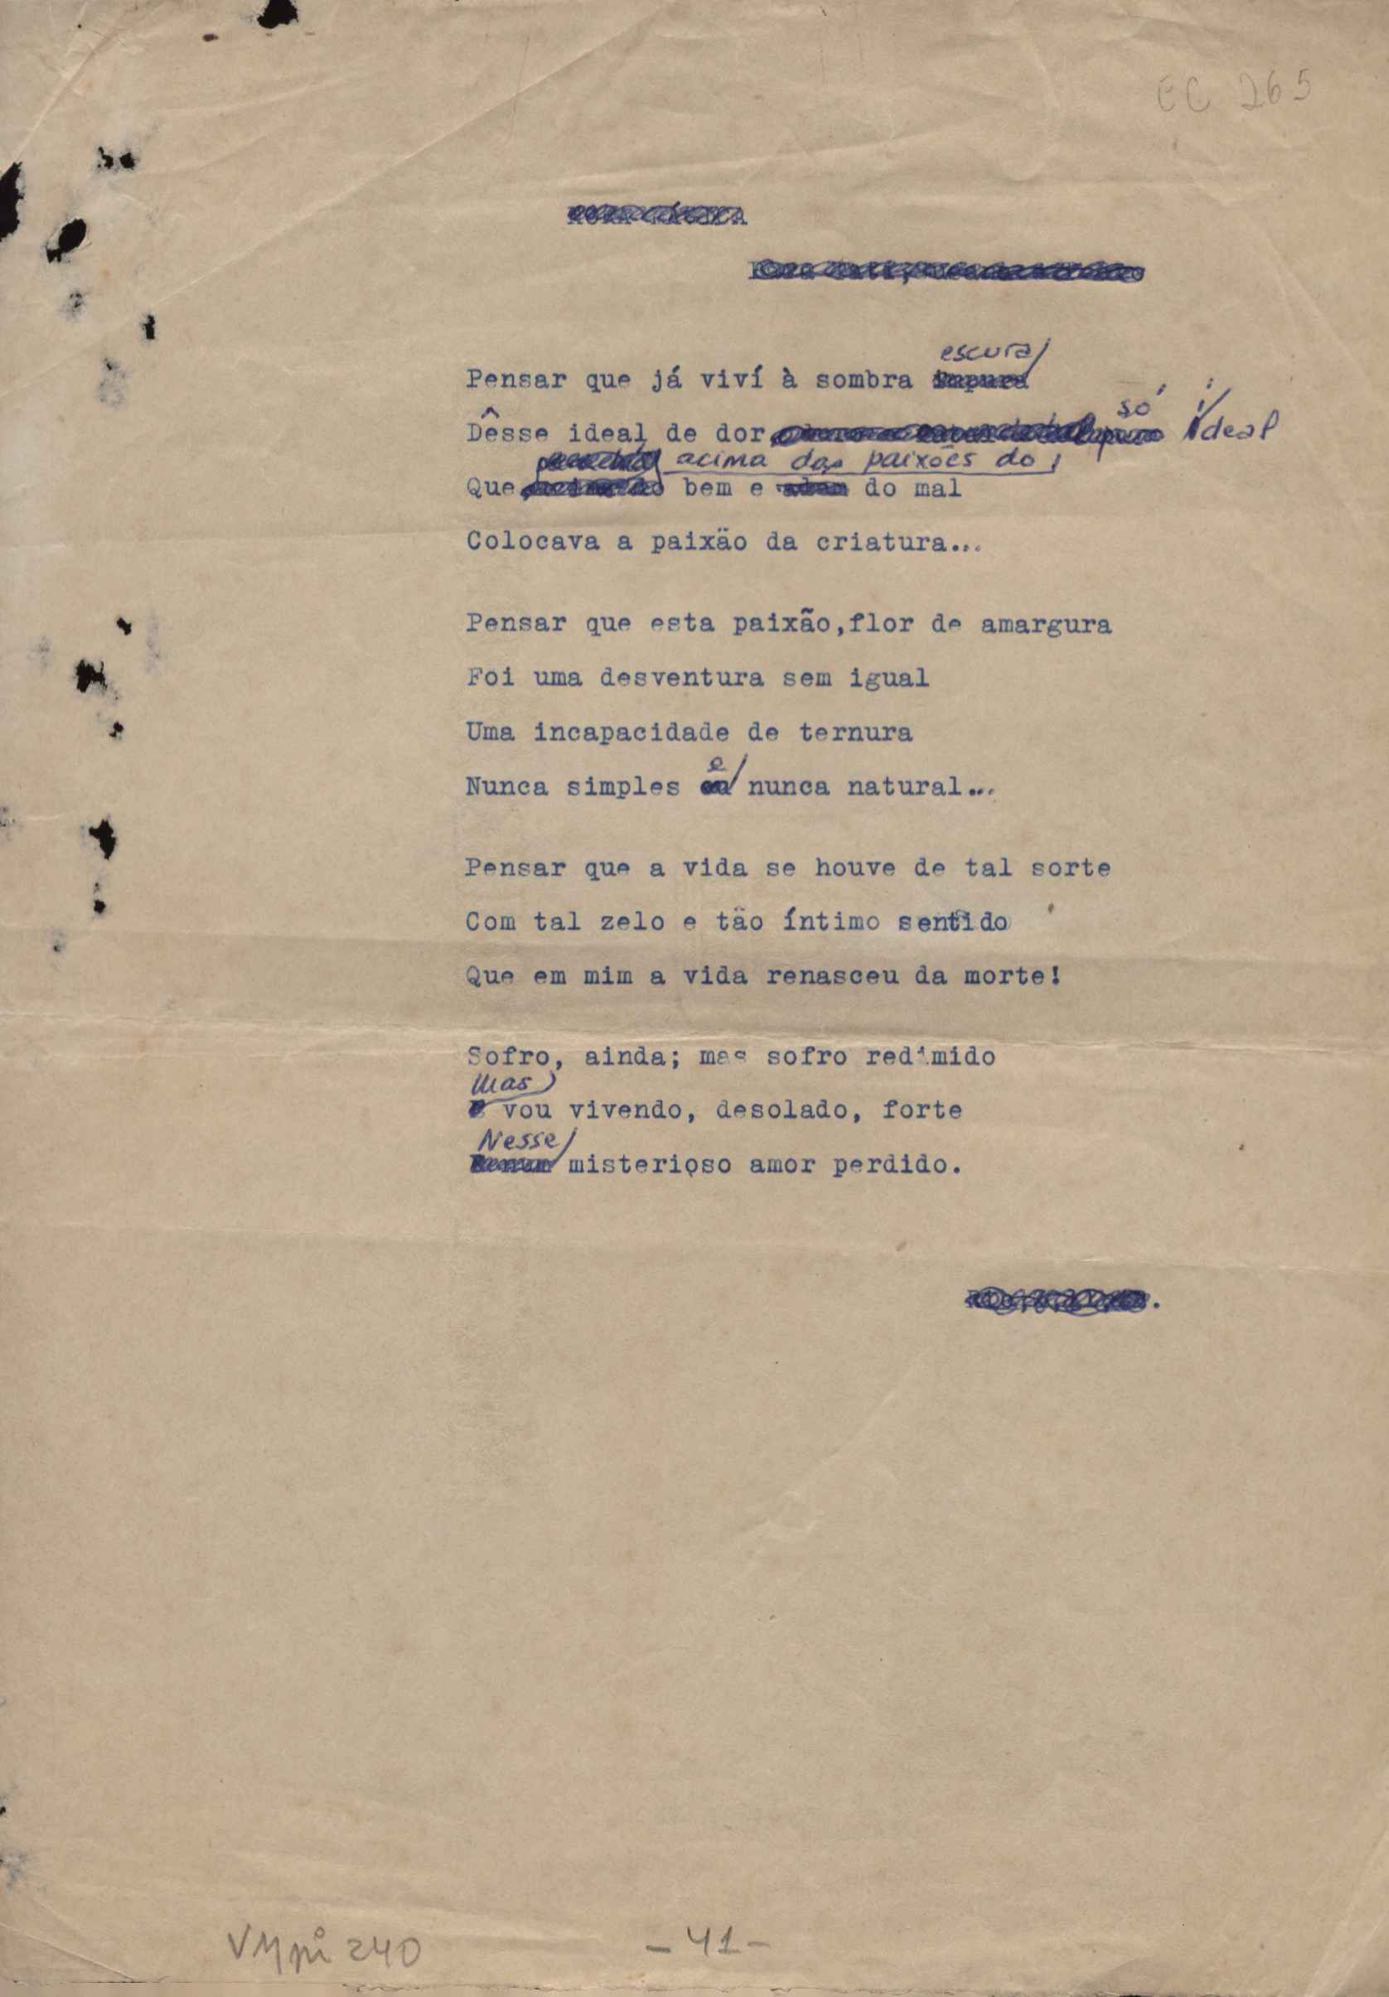 EC 265
escura
Pensar que já viví à sombra impura
só, ideal
Dêsse ideal de dor
acima das paixões do
Que bem e do mal
Colocava a paixão da criatura...
Pensar que esta paixão,flor de amargura
Foi uma desventura sem igual
Uma incapacidade de ternura
e
Nunca simples nunca natural...
Pensar que a vida se houve de tal sorte
Com tal zelo e tão íntimo sentido
Que em mim a vida renasceu da morte!
Sofro, ainda; mas sofro redimido
Mas
E vou vivendo, desolado, forte
Nesse
misterioso amor perdido.
VMpi 240
- 41 -